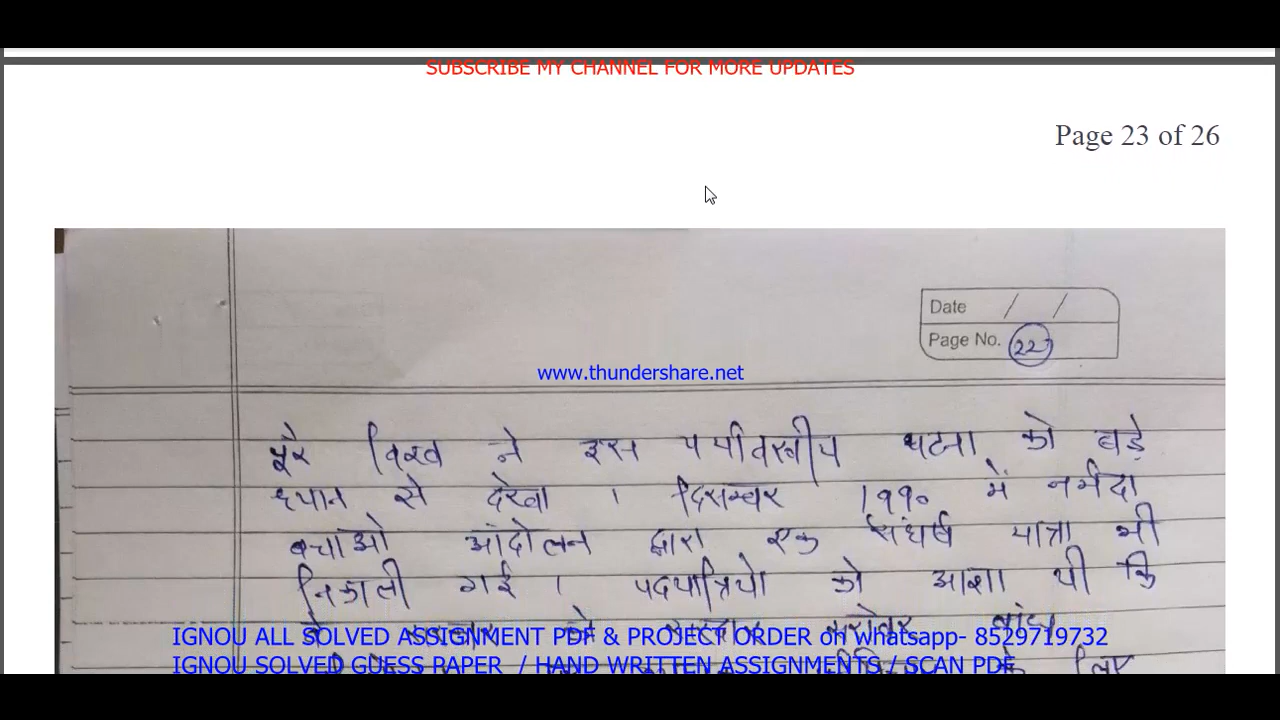 SUBSCRIBE MY CHANNEL FOR MORE UPDATES
Page 23 of 26
Date / /
Page No. 22
www.thundershare.net
विश्व ने इस पर्यावरणीय घटना को बड़े
ध्यान से देखा । दिसम्बर 1990 में नर्मदा
बचाओ आंदोलन द्वारा एक संघर्ष यात्रा भी
निकाली गई । पदयात्रियो को आशा थी कि
सरोवर बांध
IGNOU ALL SOLVED ASSIGNMENT PDF & PROJECT ORDER on whatsapp- 8529719732
IGNOU SOLVED GUESS PAPER / HAND WRITTEN ASSIGNMENTS / SCAN PDF
के लिए